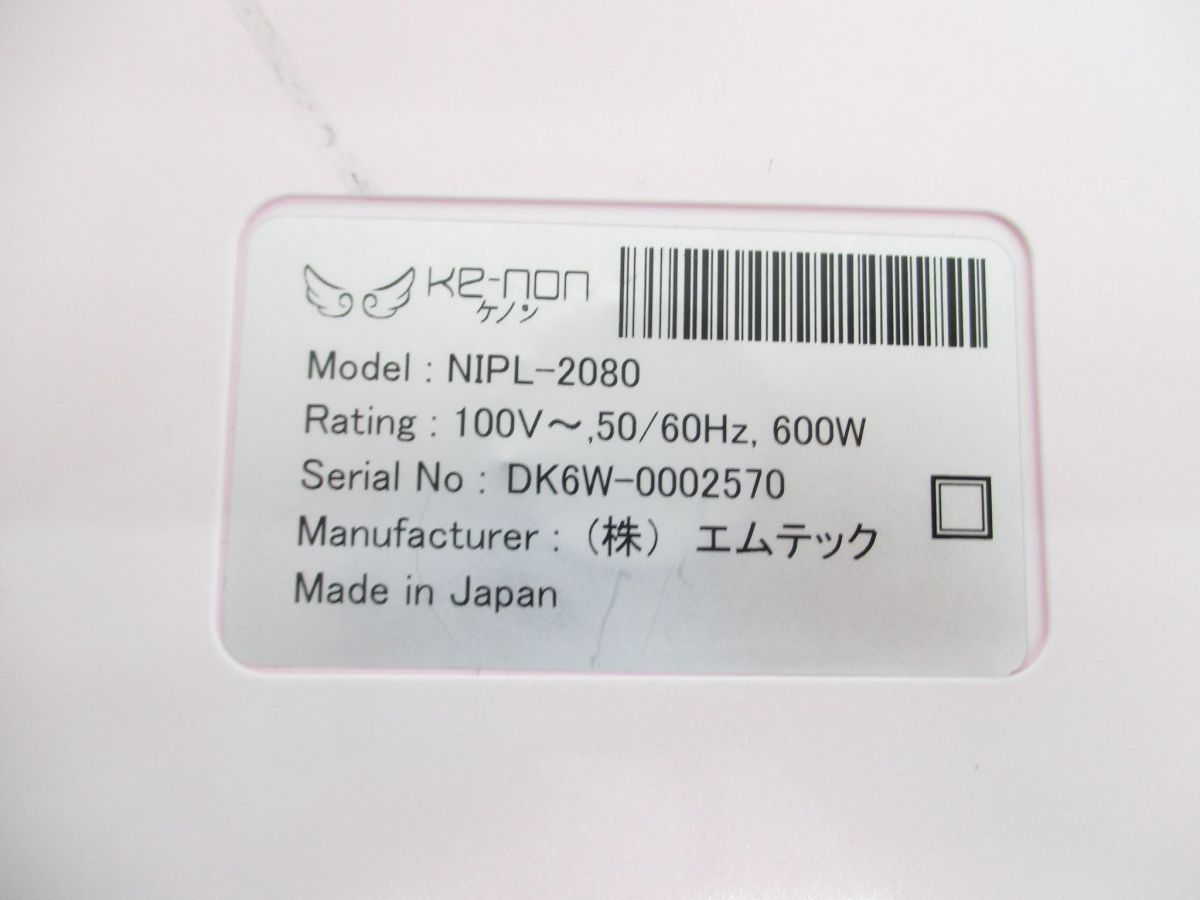 Ke-non
ケノン
Model : NIPL-2080
Rating : 100V～,50/60Hz, 600W
Serial No : DK6W-0002570
Manufacturer : （株） エムテック
Made in Japan